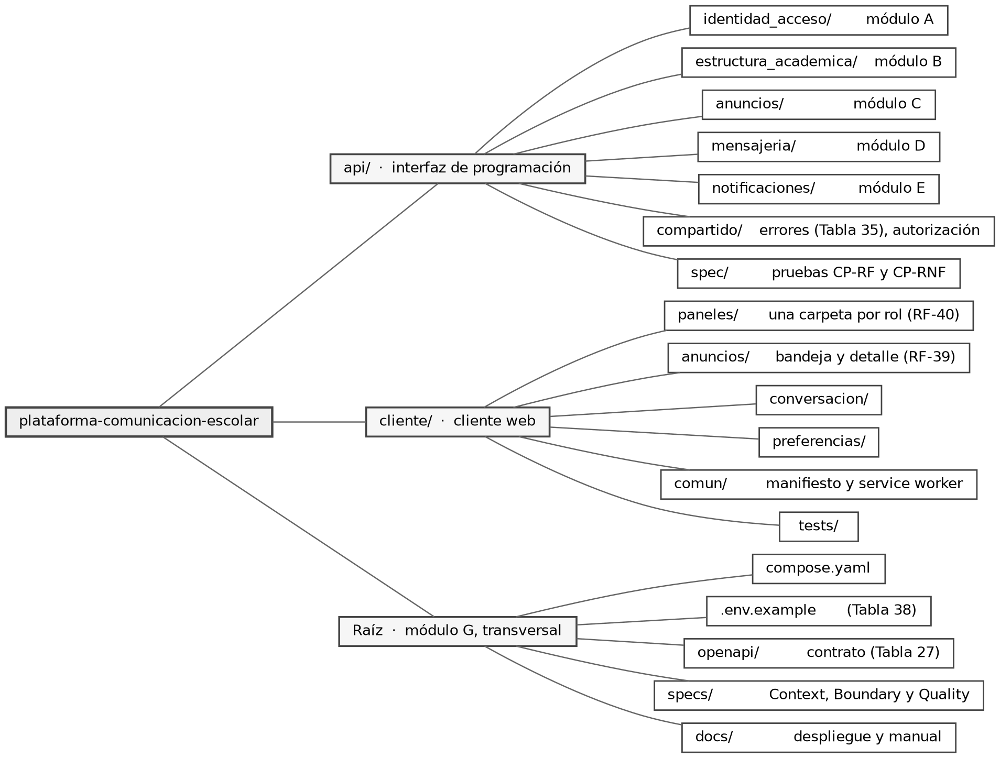 identidad_acceso/ módulo A
estructura_academica/ módulo B
anuncios/ módulo C
mensajeria/ módulo D
api/ · interfaz de programación
notificaciones/ módulo E
compartido/ errores (Tabla 35), autorización
spec/ pruebas CP-RF y CP-RNF
paneles/ una carpeta por rol (RF-40)
anuncios/ bandeja y detalle (RF-39)
conversacion/
plataforma-comunicacion-escolar
cliente/ · cliente web
preferencias/
comun/ manifiesto y service worker
tests/
compose.yaml
.env.example (Tabla 38)
Raíz · módulo G, transversal
openapi/ contrato (Tabla 27)
specs/ Context, Boundary y Quality
docs/ despliegue y manual